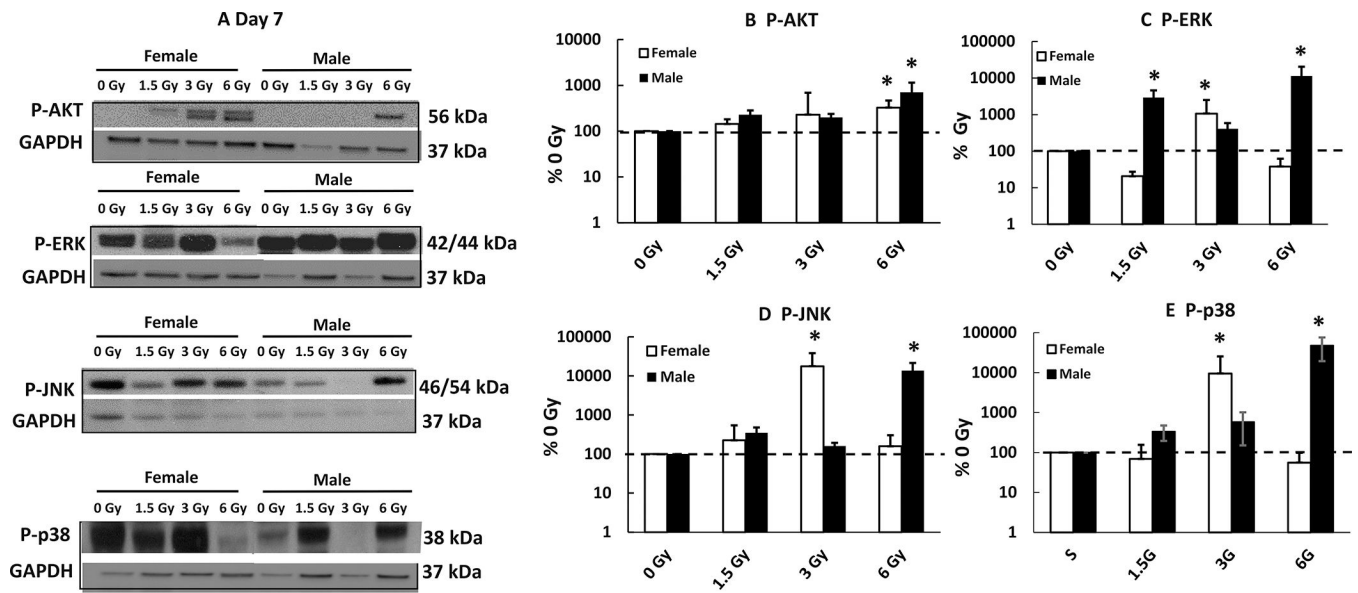 A Day 7
Female Male
0 Gy 1.5 Gy 3 Gy 6 Gy 0 Gy 1.5 Gy 3 Gy 6 Gy
P-AKT 56 kDa
GAPDH 37 kDa
Female Male
0 Gy 1.5 Gy 3 Gy 6 Gy 0 Gy 1.5 Gy 3 Gy 6 Gy
P-ERK 42/44 kDa
GAPDH 37 kDa
Female Male
0 Gy 1.5 Gy 3 Gy 6 Gy 0 Gy 1.5 Gy 3 Gy 6 Gy
P-JNK 46/54 kDa
GAPDH 37 kDa
Female Male
0 Gy 1.5 Gy 3 Gy 6 Gy 0 Gy 1.5 Gy 3 Gy 6 Gy
P-p38 38 kDa
GAPDH 37 kDa
B P-AKT
% 0 Gy
10000
1000
100
10
1
Female
Male
* *
0 Gy 1.5 Gy 3 Gy 6 Gy
C P-ERK
% Gy
100000
10000
1000
100
10
1
Female
Male
* * *
0 Gy 1.5 Gy 3 Gy 6 Gy
D P-JNK
% 0 Gy
100000
10000
1000
100
10
1
Female
Male
* *
0 Gy 1.5 Gy 3 Gy 6 Gy
E P-p38
% 0 Gy
100000
10000
1000
100
10
1
Female
Male
* *
S 1.5G 3G 6G